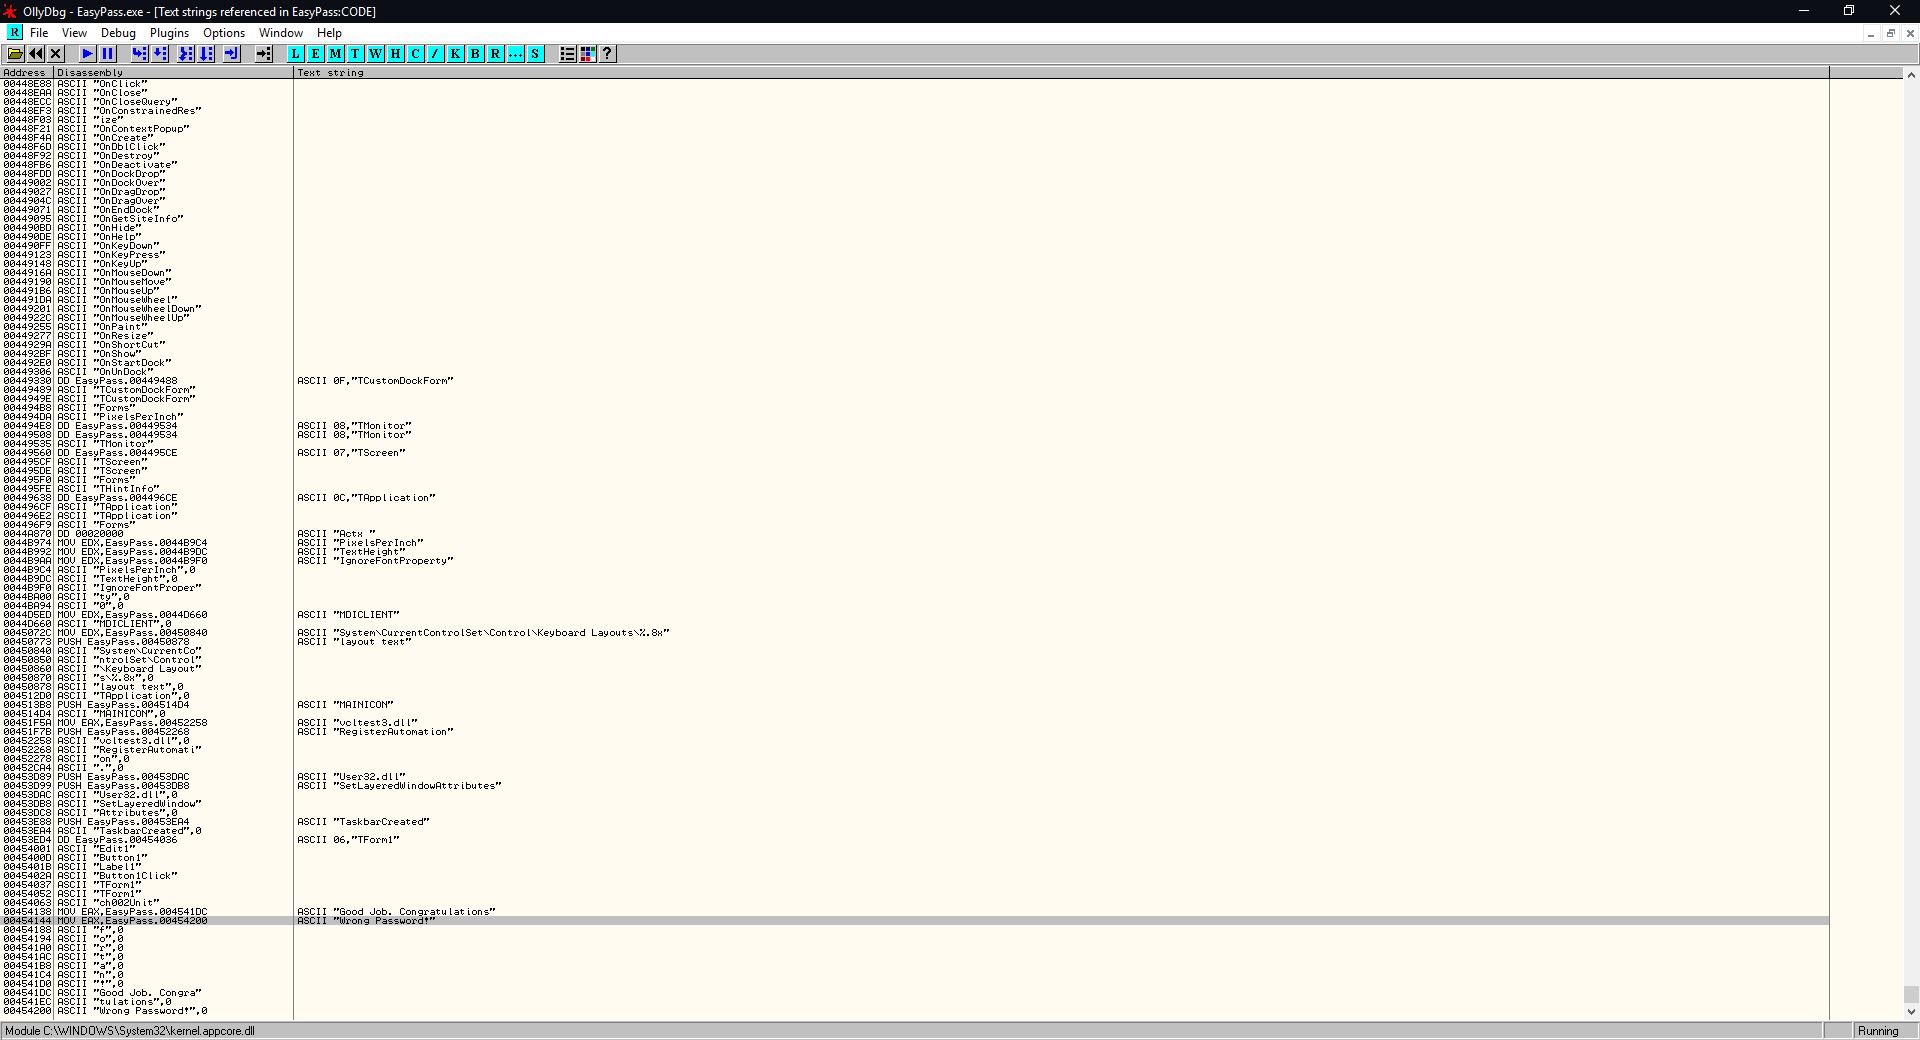 OllyDbg - EasyPass.exe - [Text strings referenced in EasyPass:CODE]
R File View Debug Plugins Options Window Help
L E M T W H C / K B R ... S ?
Address Disassembly Text string
00448E88 ASCII "OnClick"
00448EAA ASCII "OnClose"
00448ECC ASCII "OnCloseQuery"
00448EF3 ASCII "OnConstrainedRes"
00448F03 ASCII "ize"
00448F21 ASCII "OnContextPopup"
00448F4A ASCII "OnCreate"
00448F6D ASCII "OnDblClick"
00448F92 ASCII "OnDestroy"
00448FB6 ASCII "OnDeactivate"
00448FDD ASCII "OnDockDrop"
00449002 ASCII "OnDockOver"
00449027 ASCII "OnDragDrop"
0044904C ASCII "OnDragOver"
00449071 ASCII "OnEndDock"
00449095 ASCII "OnGetSiteInfo"
004490BD ASCII "OnHide"
004490DE ASCII "OnHelp"
004490FF ASCII "OnKeyDown"
00449123 ASCII "OnKeyPress"
00449148 ASCII "OnKeyUp"
0044916A ASCII "OnMouseDown"
00449190 ASCII "OnMouseMove"
004491B6 ASCII "OnMouseUp"
004491DA ASCII "OnMouseWheel"
00449201 ASCII "OnMouseWheelDown"
0044922C ASCII "OnMouseWheelUp"
00449255 ASCII "OnPaint"
00449277 ASCII "OnResize"
0044929A ASCII "OnShortCut"
004492BF ASCII "OnShow"
004492E0 ASCII "OnStartDock"
00449306 ASCII "OnUnDock"
00449330 DD EasyPass.00449488 ASCII 0F,"TCustomDockForm"
00449489 ASCII "TCustomDockForm"
0044949E ASCII "TCustomDockForm"
004494B8 ASCII "Forms"
004494DA ASCII "PixelsPerInch"
004494E8 DD EasyPass.00449534 ASCII 08,"TMonitor"
00449508 DD EasyPass.00449534 ASCII 08,"TMonitor"
00449535 ASCII "TMonitor"
00449560 DD EasyPass.004495CE ASCII 07,"TScreen"
004495CF ASCII "TScreen"
004495DE ASCII "TScreen"
004495F0 ASCII "Forms"
004495FE ASCII "THintInfo"
00449638 DD EasyPass.004496CE ASCII 0C,"TApplication"
004496CF ASCII "TApplication"
004496E2 ASCII "TApplication"
004496F9 ASCII "Forms"
0044A870 DD 00020000 ASCII "Actx "
0044B974 MOV EDX,EasyPass.0044B9C4 ASCII "PixelsPerInch"
0044B992 MOV EDX,EasyPass.0044B9DC ASCII "TextHeight"
0044B9AA MOV EDX,EasyPass.0044B9F0 ASCII "IgnoreFontProperty"
0044B9C4 ASCII "PixelsPerInch",0
0044B9DC ASCII "TextHeight",0
0044B9F0 ASCII "IgnoreFontProper"
0044BA00 ASCII "ty",0
0044BA94 ASCII "0",0
0044D5ED MOV EDX,EasyPass.0044D660 ASCII "MDICLIENT"
0044D660 ASCII "MDICLIENT",0
0045072C MOV EDX,EasyPass.00450840 ASCII "System\CurrentControlSet\Control\Keyboard Layouts\%.8x"
00450773 PUSH EasyPass.00450878 ASCII "layout text"
00450840 ASCII "System\CurrentCo"
00450850 ASCII "ntrolSet\Control"
00450860 ASCII "\Keyboard Layout"
00450870 ASCII "s\%.8x",0
00450878 ASCII "layout text",0
004512D0 ASCII "TApplication",0
004513B8 PUSH EasyPass.004514D4 ASCII "MAINICON"
004514D4 ASCII "MAINICON",0
00451F5A MOV EAX,EasyPass.00452258 ASCII "vcltest3.dll"
00451F7B PUSH EasyPass.00452268 ASCII "RegisterAutomation"
00452258 ASCII "vcltest3.dll",0
00452268 ASCII "RegisterAutomati"
00452278 ASCII "on",0
00452CA4 ASCII ".",0
00453D89 PUSH EasyPass.00453DAC ASCII "User32.dll"
00453D99 PUSH EasyPass.00453DB8 ASCII "SetLayeredWindowAttributes"
00453DAC ASCII "User32.dll",0
00453DB8 ASCII "SetLayeredWindow"
00453DC8 ASCII "Attributes",0
00453E88 PUSH EasyPass.00453EA4 ASCII "TaskbarCreated"
00453EA4 ASCII "TaskbarCreated",0
00453ED4 DD EasyPass.00454036 ASCII 06,"TForm1"
00454001 ASCII "Edit1"
0045400D ASCII "Button1"
0045401B ASCII "Label1"
0045402A ASCII "Button1Click"
00454037 ASCII "TForm1"
00454052 ASCII "TForm1"
00454063 ASCII "ch002Unit"
00454138 MOV EAX,EasyPass.004541DC ASCII "Good Job. Congratulations"
00454144 MOV EAX,EasyPass.00454200 ASCII "Wrong Password!"
00454188 ASCII "f",0
00454194 ASCII "o",0
004541A0 ASCII "r",0
004541AC ASCII "t",0
004541B8 ASCII "a",0
004541C4 ASCII "n",0
004541D0 ASCII "!",0
004541DC ASCII "Good Job. Congra"
004541EC ASCII "tulations",0
00454200 ASCII "Wrong Password!",0
Module C:\WINDOWS\System32\kernel.appcore.dll Running